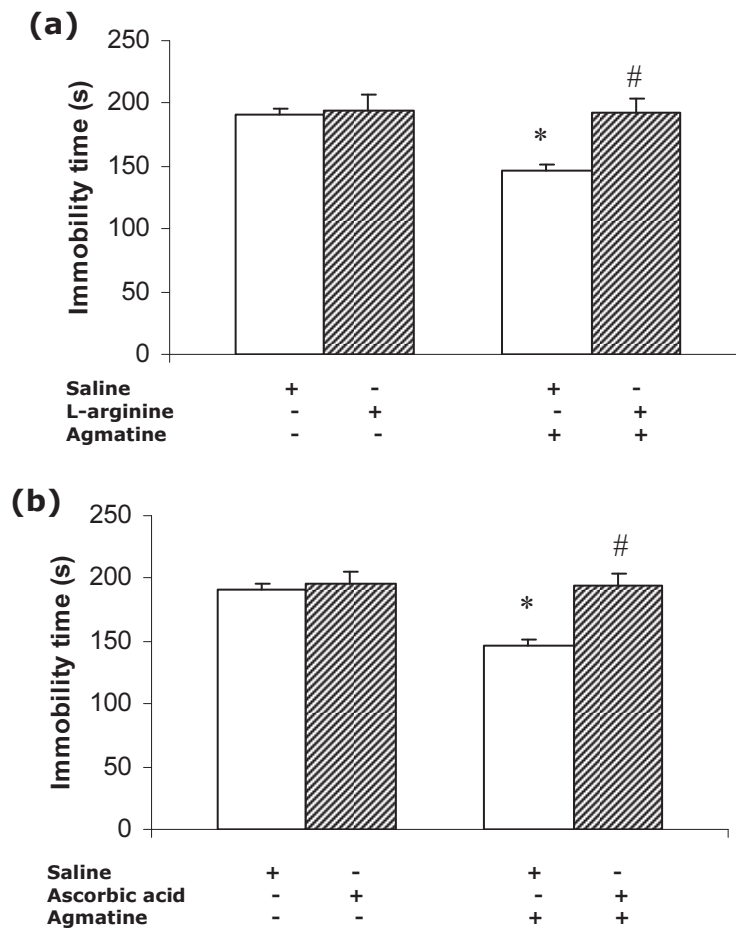 (a)
Immobility time (s)
250
200
150
100
50
0
*
#
Saline + - + -
L-arginine - + - +
Agmatine - - + +
(b)
Immobility time (s)
250
200
150
100
50
0
*
#
Saline + - + -
Ascorbic acid - + - +
Agmatine - - + +